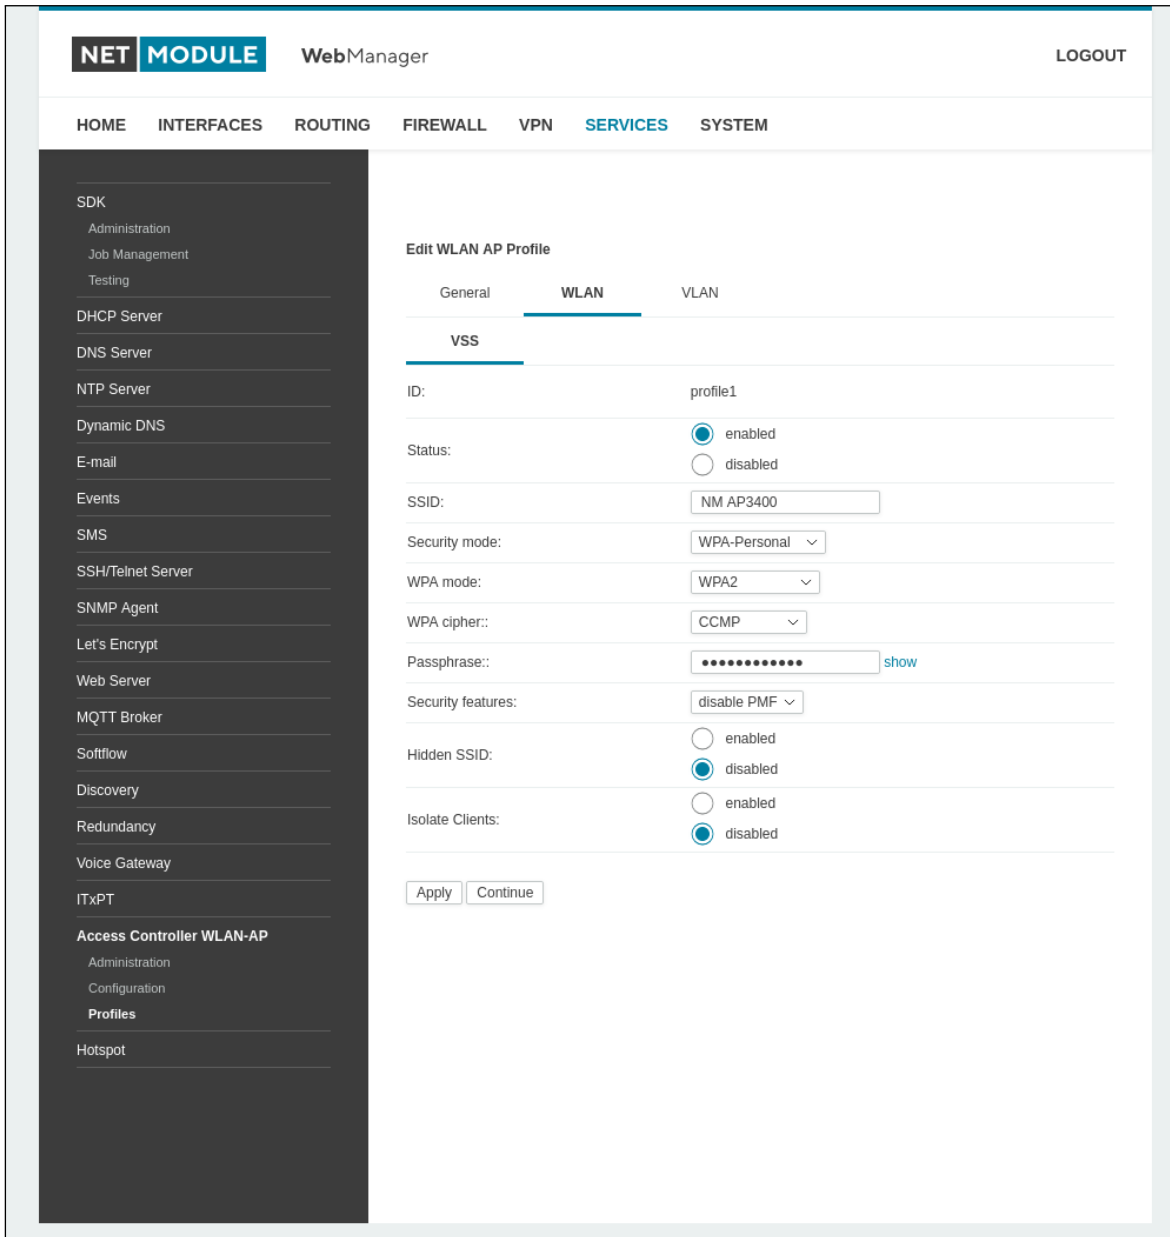 NET MODULE WebManager LOGOUT
HOME INTERFACES ROUTING FIREWALL VPN SERVICES SYSTEM
SDK
Administration
Job Management
Testing
DHCP Server
DNS Server
NTP Server
Dynamic DNS
E-mail
Events
SMS
SSH/Telnet Server
SNMP Agent
Let's Encrypt
Web Server
MQTT Broker
Softflow
Discovery
Redundancy
Voice Gateway
ITxPT
Access Controller WLAN-AP
Administration
Configuration
Profiles
Hotspot
Edit WLAN AP Profile
General WLAN VLAN
VSS
ID: profile1
Status: enabled
disabled
SSID: NM AP3400
Security mode: WPA-Personal
WPA mode: WPA2
WPA cipher:: CCMP
Passphrase:: ●●●●●●●●●●●● show
Security features: disable PMF
Hidden SSID: enabled
disabled
Isolate Clients: enabled
disabled
Apply Continue